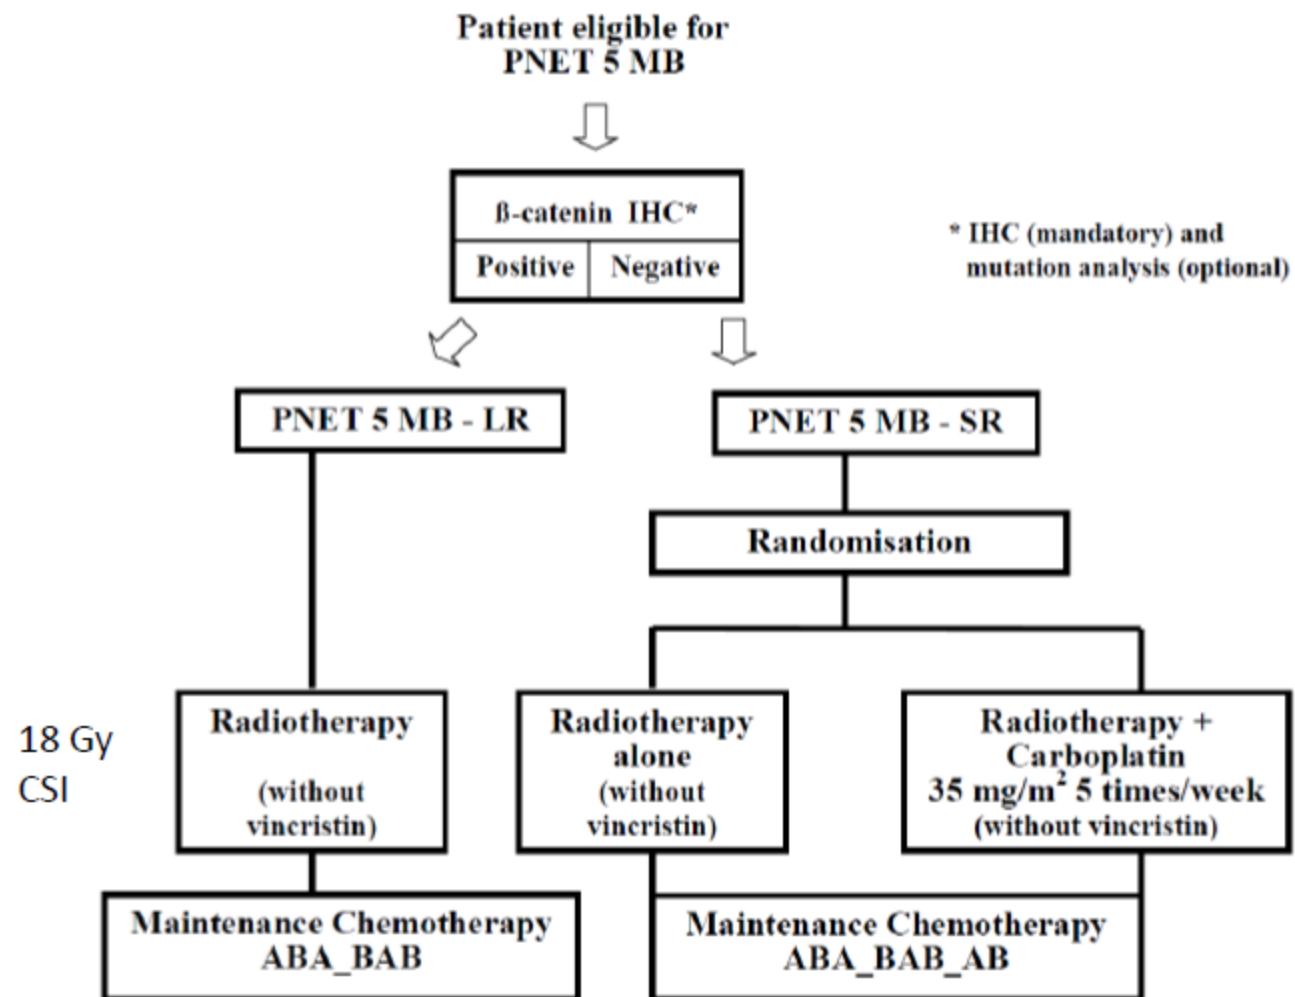 Patient eligible for
PNET 5 MB
ß-catenin IHC*
Positive
Negative
* IHC (mandatory) and
mutation analysis (optional)
PNET 5 MB - LR
PNET 5 MB - SR
Randomisation
18 Gy
CSI
Radiotherapy
(without
vincristin)
Radiotherapy
alone
(without
vincristin)
Radiotherapy +
Carboplatin
35 mg/m² 5 times/week
(without vincristin)
Maintenance Chemotherapy
ABA_BAB
Maintenance Chemotherapy
ABA_BAB_AB